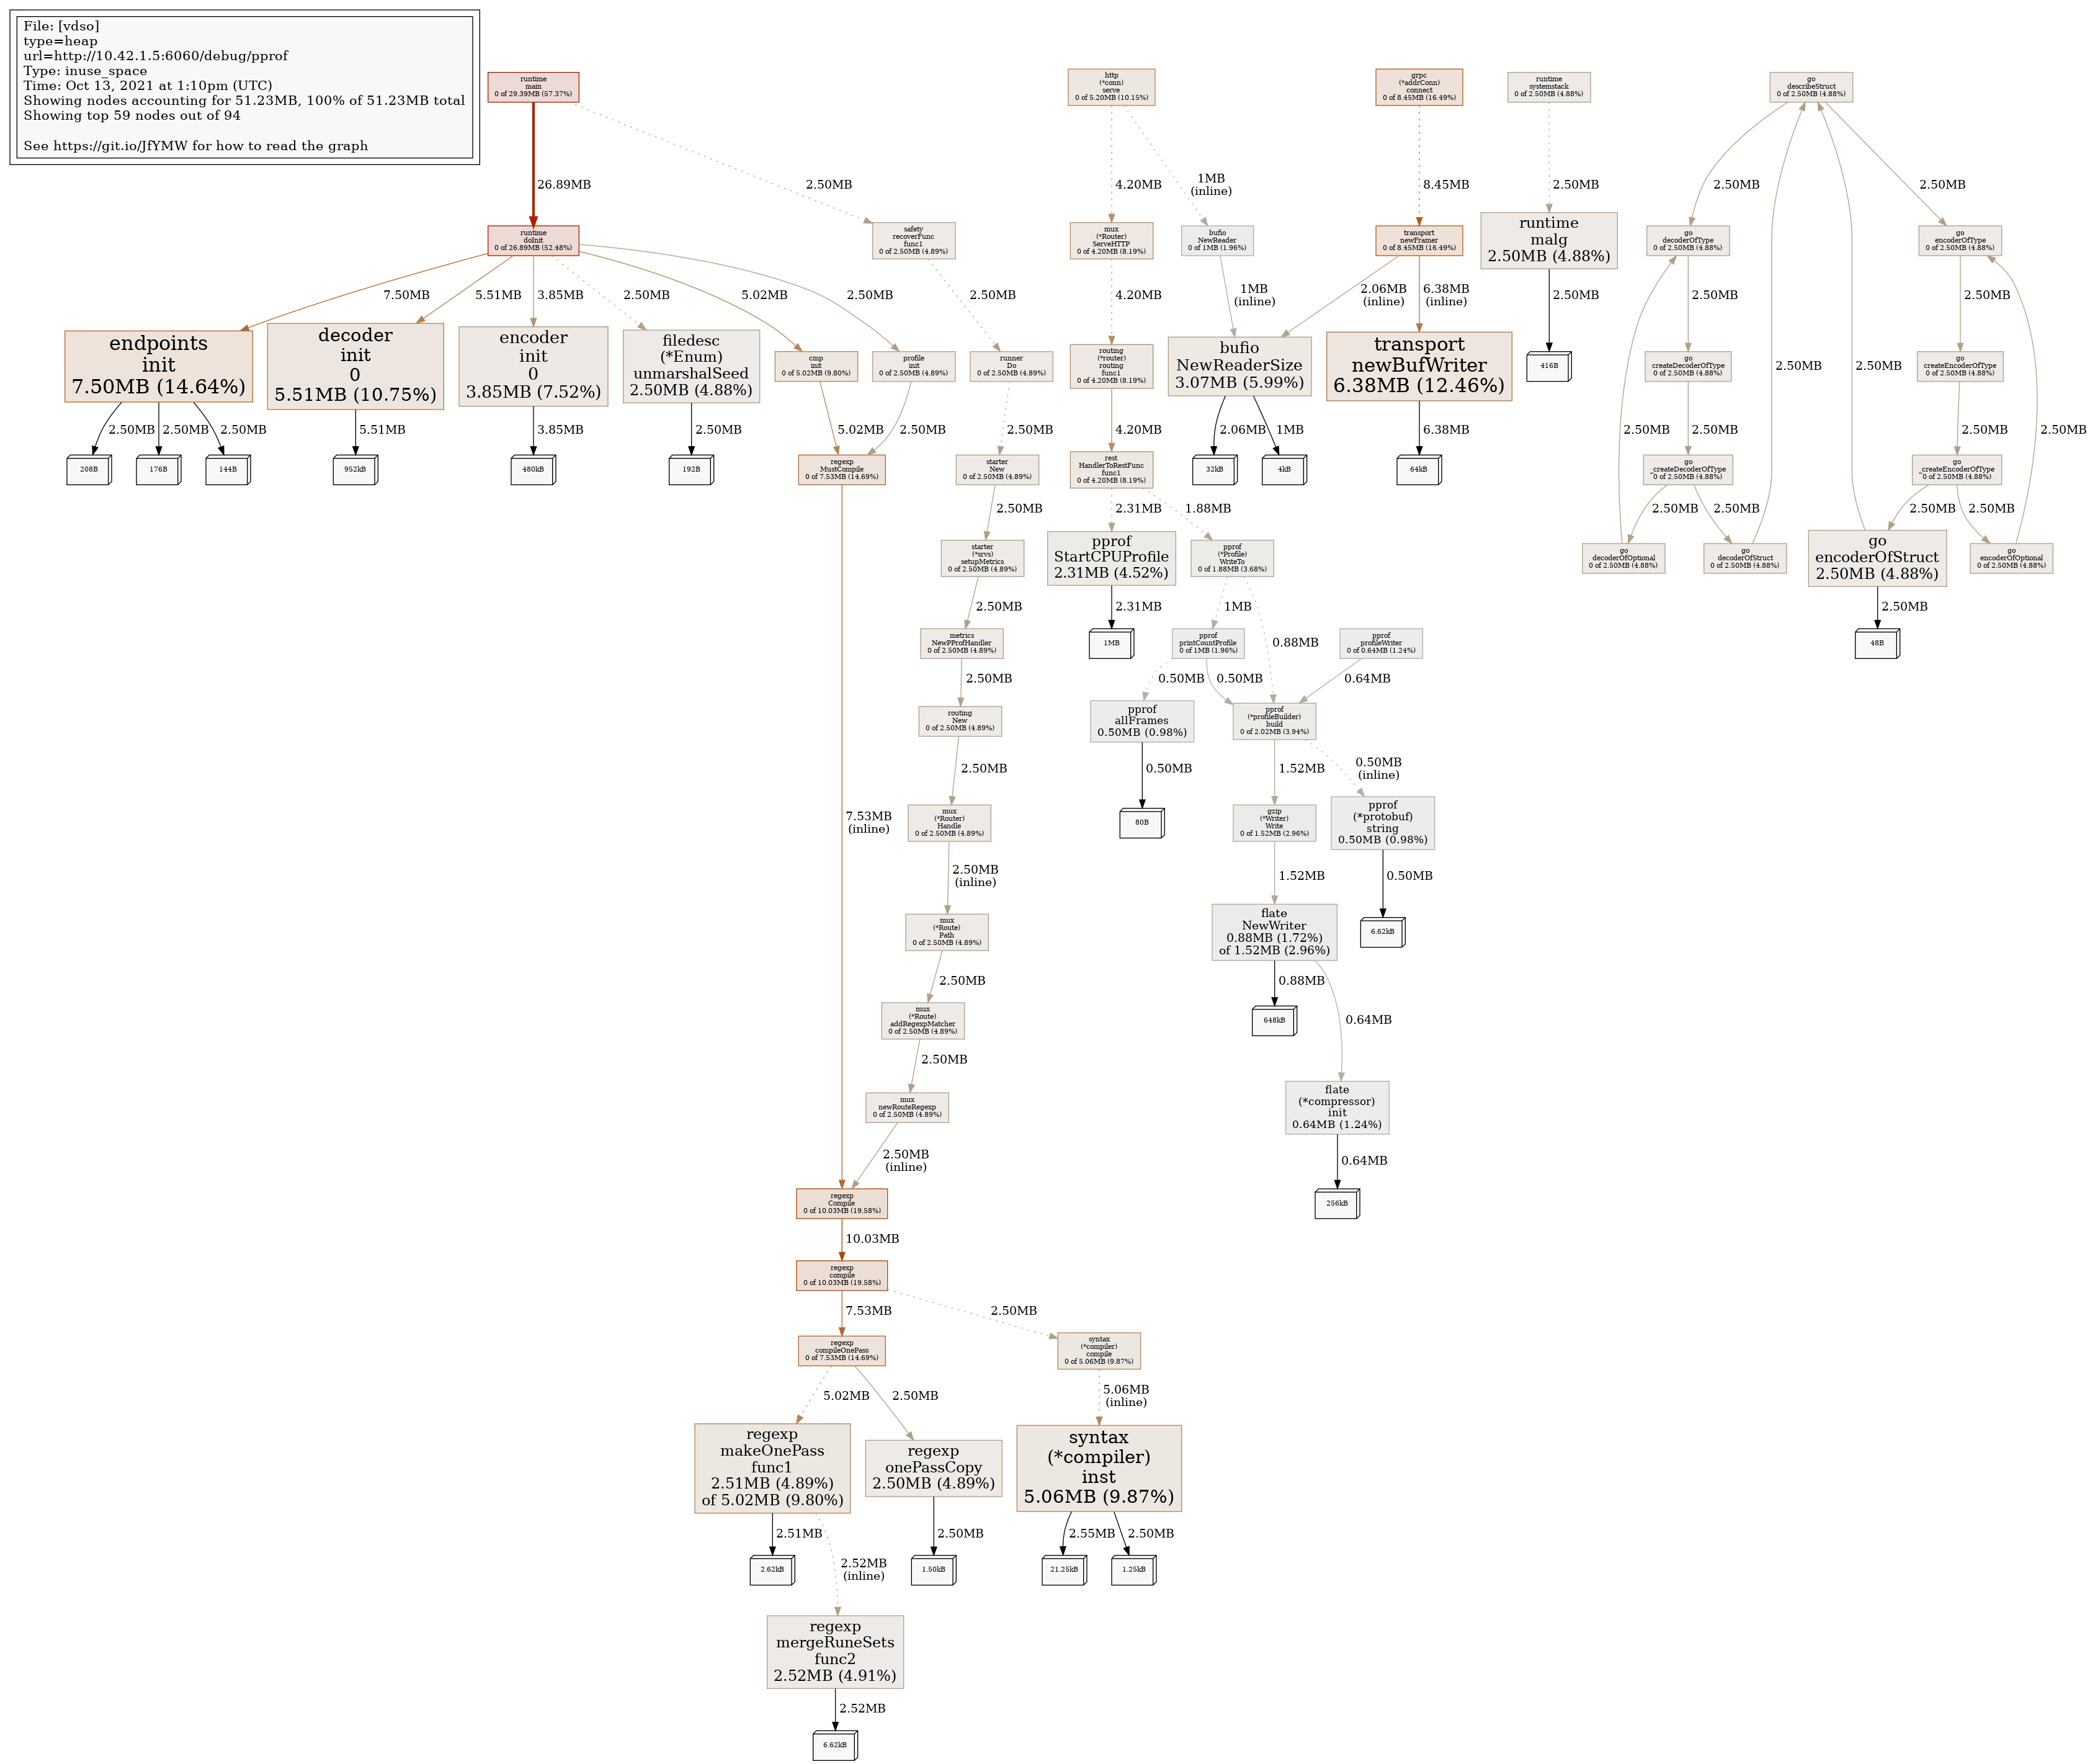 File: [vdso]
type=heap
url=http://10.42.1.5:6060/debug/pprof
Type: inuse_space
Time: Oct 13, 2021 at 1:10pm (UTC)
Showing nodes accounting for 51.23MB, 100% of 51.23MB total
Showing top 59 nodes out of 94
See https://git.io/JfYMW for how to read the graph
runtime
main
0 of 29.39MB (57.37%)
http
(*conn)
serve
0 of 5.20MB (10.15%)
grpc
(*addrConn)
connect
0 of 8.45MB (16.49%)
runtime
systemstack
0 of 2.50MB (4.88%)
go
describeStruct
0 of 2.50MB (4.88%)
26.89MB
2.50MB
4.20MB
1MB
(inline)
8.45MB
2.50MB
2.50MB
2.50MB
runtime
doInit
0 of 26.89MB (52.48%)
safety
recoverFunc
func1
0 of 2.50MB (4.89%)
mux
(*Router)
ServeHTTP
0 of 4.20MB (8.19%)
bufio
NewReader
0 of 1MB (1.96%)
transport
newFramer
0 of 8.45MB (16.49%)
runtime
malg
2.50MB (4.88%)
go
decoderOfType
0 of 2.50MB (4.88%)
go
encoderOfType
0 of 2.50MB (4.88%)
7.50MB
5.51MB
3.85MB
2.50MB
5.02MB
2.50MB
2.50MB
4.20MB
1MB
(inline)
2.06MB
(inline)
6.38MB
(inline)
2.50MB
2.50MB
2.50MB
endpoints
init
7.50MB (14.64%)
decoder
init
0
5.51MB (10.75%)
encoder
init
0
3.85MB (7.52%)
filedesc
(*Enum)
unmarshalSeed
2.50MB (4.88%)
cmp
init
0 of 5.02MB (9.80%)
profile
init
0 of 2.50MB (4.89%)
runner
Do
0 of 2.50MB (4.89%)
routing
(*router)
routing
func1
0 of 4.20MB (8.19%)
bufio
NewReaderSize
3.07MB (5.99%)
transport
newBufWriter
6.38MB (12.46%)
416B
go
createDecoderOfType
0 of 2.50MB (4.88%)
2.50MB
2.50MB
go
createEncoderOfType
0 of 2.50MB (4.88%)
2.50MB
2.50MB
2.50MB
5.51MB
3.85MB
2.50MB
5.02MB
2.50MB
2.50MB
4.20MB
2.06MB
1MB
6.38MB
2.50MB
2.50MB
2.50MB
2.50MB
208B
176B
144B
952kB
480kB
192B
regexp
MustCompile
0 of 7.53MB (14.69%)
starter
New
0 of 2.50MB (4.89%)
rest
HandlerToRestFunc
func1
0 of 4.20MB (8.19%)
32kB
4kB
64kB
go
_createDecoderOfType
0 of 2.50MB (4.88%)
go
_createEncoderOfType
0 of 2.50MB (4.88%)
2.50MB
2.31MB
1.88MB
2.50MB
2.50MB
2.50MB
2.50MB
starter
(*srvs)
setupMetrics
0 of 2.50MB (4.89%)
pprof
StartCPUProfile
2.31MB (4.52%)
pprof
(*Profile)
WriteTo
0 of 1.88MB (3.68%)
go
decoderOfOptional
0 of 2.50MB (4.88%)
go
decoderOfStruct
0 of 2.50MB (4.88%)
go
encoderOfStruct
2.50MB (4.88%)
go
encoderOfOptional
0 of 2.50MB (4.88%)
2.50MB
2.31MB
1MB
0.88MB
2.50MB
metrics
NewPProfHandler
0 of 2.50MB (4.89%)
1MB
pprof
printCountProfile
0 of 1MB (1.96%)
pprof
profileWriter
0 of 0.64MB (1.24%)
48B
2.50MB
0.50MB
0.50MB
0.64MB
routing
New
0 of 2.50MB (4.89%)
pprof
allFrames
0.50MB (0.98%)
pprof
(*profileBuilder)
build
0 of 2.02MB (3.94%)
2.50MB
0.50MB
1.52MB
0.50MB
(inline)
mux
(*Router)
Handle
0 of 2.50MB (4.89%)
80B
gzip
(*Writer)
Write
0 of 1.52MB (2.96%)
pprof
(*protobuf)
string
0.50MB (0.98%)
7.53MB
(inline)
2.50MB
(inline)
1.52MB
0.50MB
mux
(*Route)
Path
0 of 2.50MB (4.89%)
flate
NewWriter
0.88MB (1.72%)
of 1.52MB (2.96%)
6.62kB
2.50MB
0.88MB
0.64MB
mux
(*Route)
addRegexpMatcher
0 of 2.50MB (4.89%)
648kB
2.50MB
mux
newRouteRegexp
0 of 2.50MB (4.89%)
flate
(*compressor)
init
0.64MB (1.24%)
2.50MB
(inline)
0.64MB
regexp
Compile
0 of 10.03MB (19.58%)
256kB
10.03MB
regexp
compile
0 of 10.03MB (19.58%)
7.53MB
2.50MB
regexp
compileOnePass
0 of 7.53MB (14.69%)
syntax
(*compiler)
compile
0 of 5.06MB (9.87%)
5.02MB
2.50MB
5.06MB
(inline)
regexp
makeOnePass
func1
2.51MB (4.89%)
of 5.02MB (9.80%)
regexp
onePassCopy
2.50MB (4.89%)
syntax
(*compiler)
inst
5.06MB (9.87%)
2.51MB
2.52MB
(inline)
2.50MB
2.55MB
2.50MB
2.62kB
1.50kB
21.25kB
1.25kB
regexp
mergeRuneSets
func2
2.52MB (4.91%)
2.52MB
6.62kB